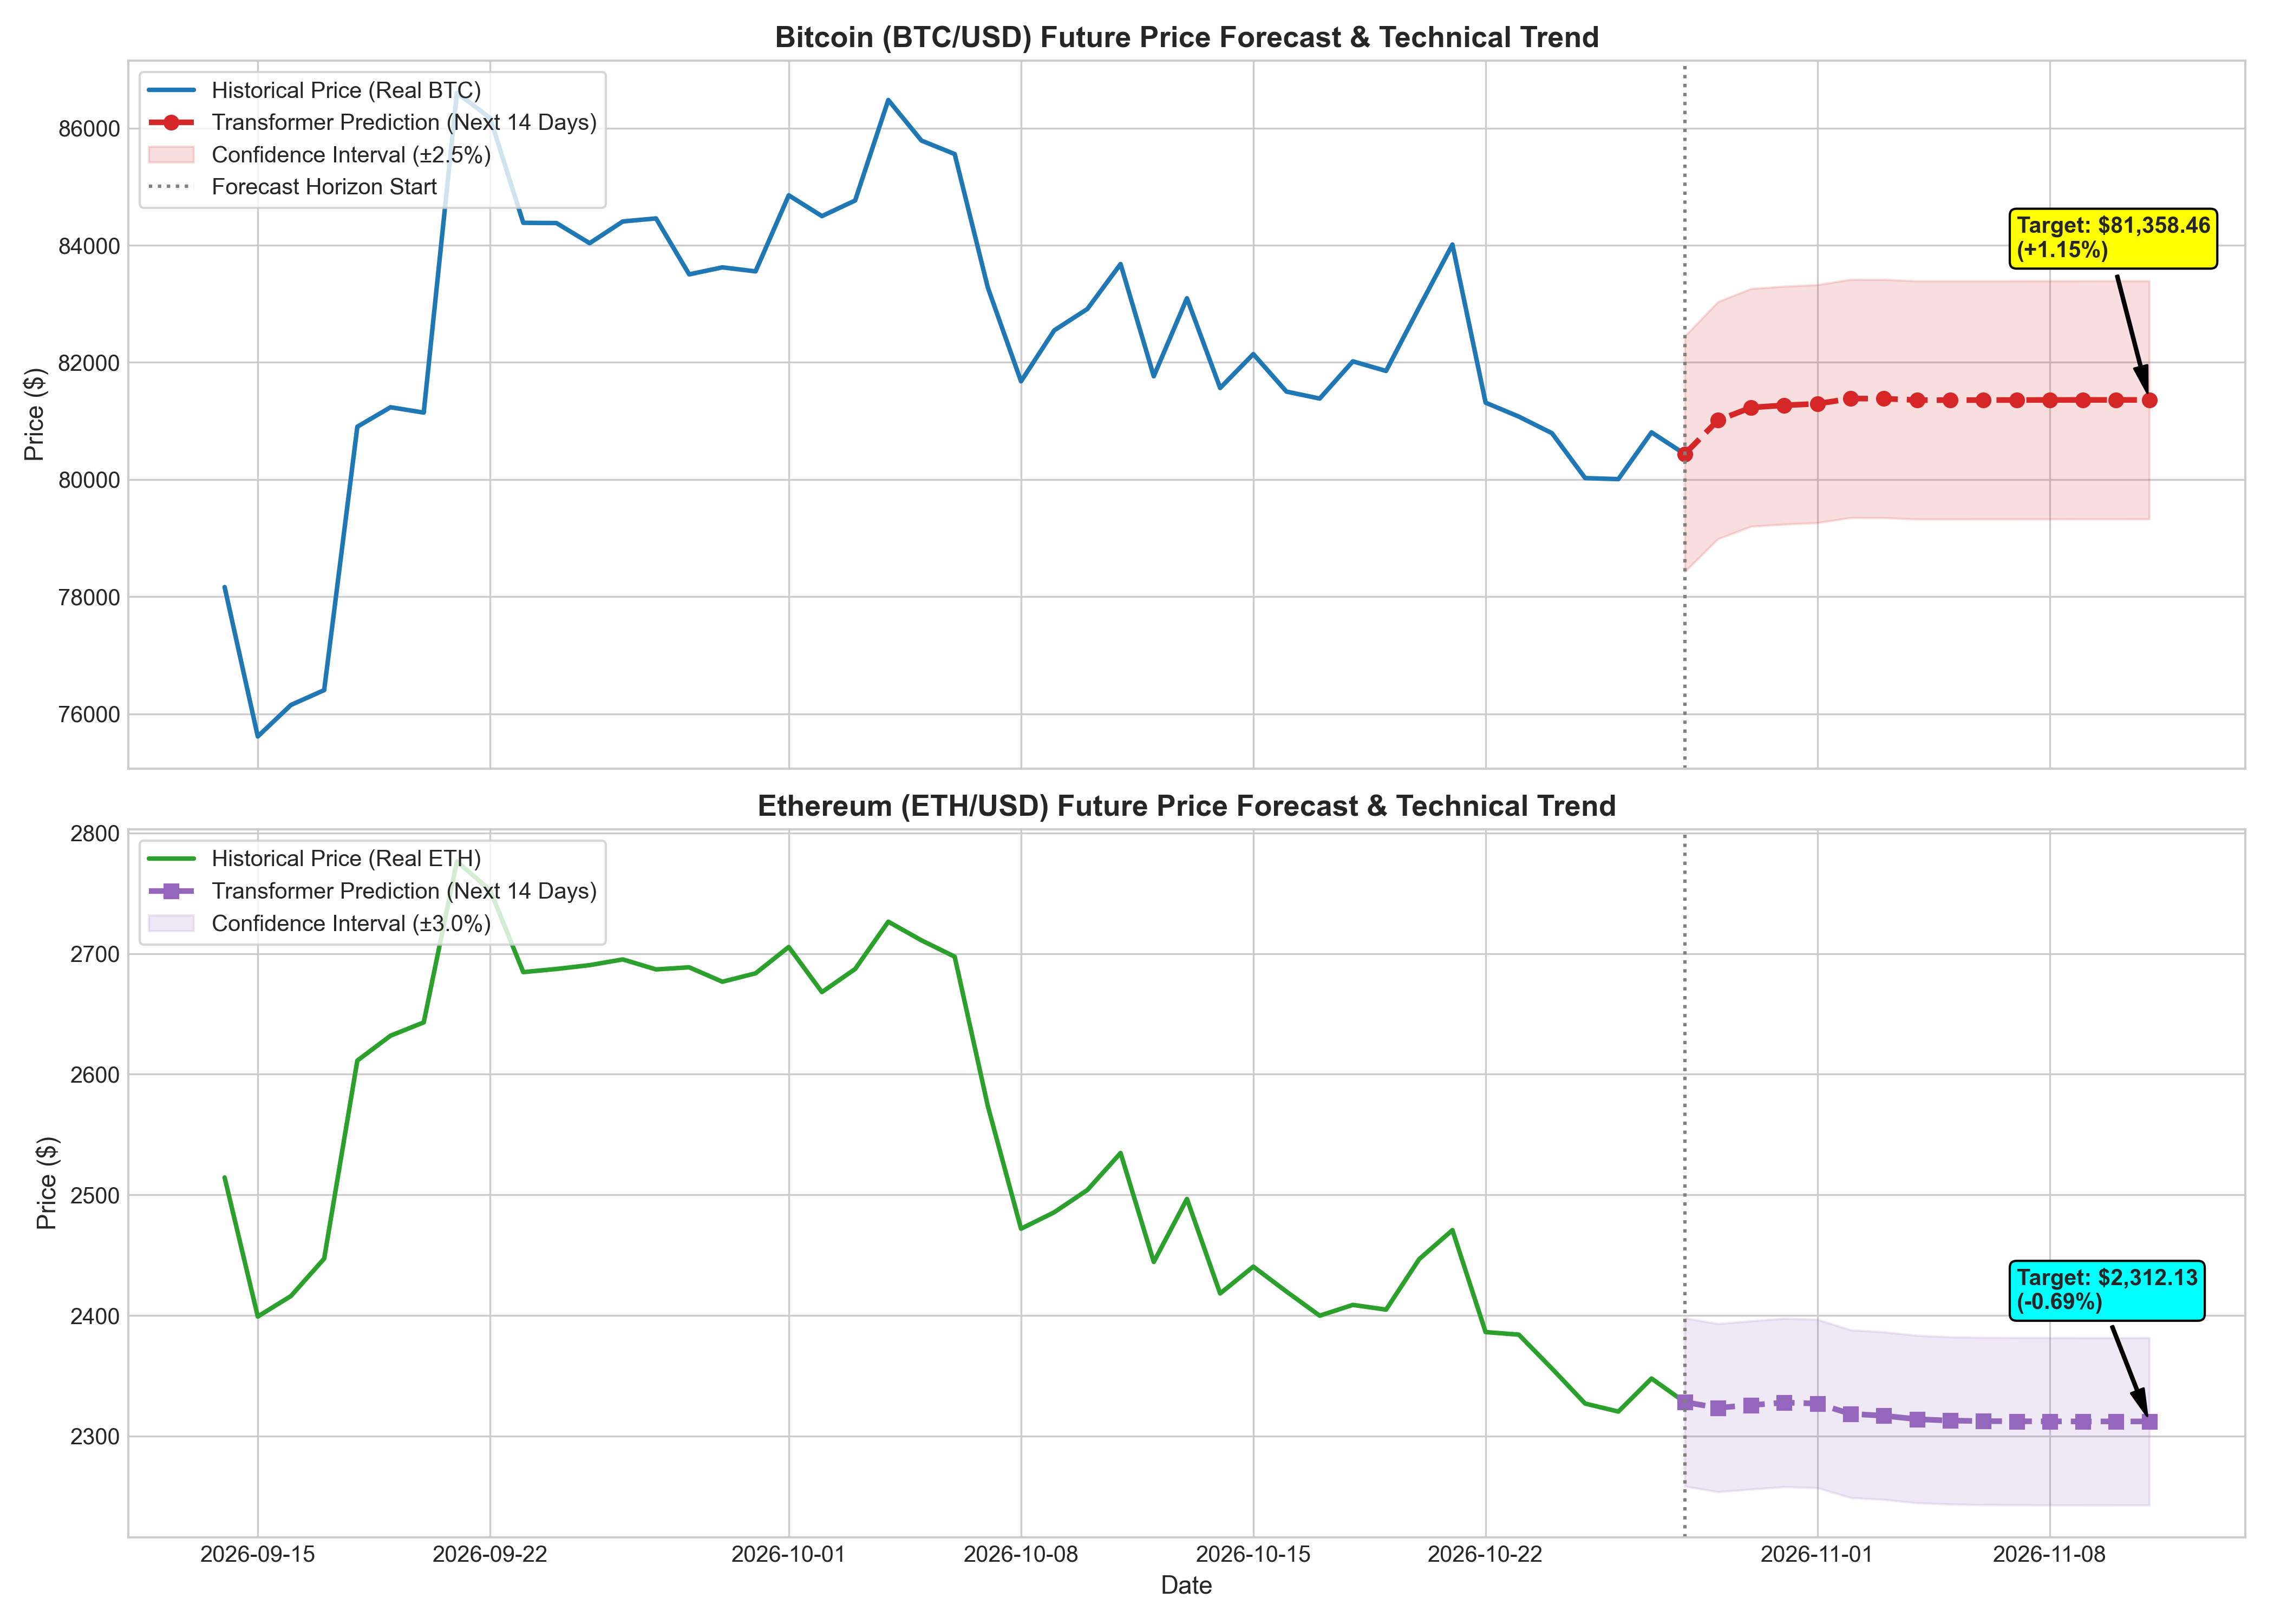 Bitcoin (BTC/USD) Future Price Forecast & Technical Trend
Historical Price (Real BTC)
Transformer Prediction (Next 14 Days)
Confidence Interval (±2.5%)
Forecast Horizon Start
Target: $81,358.46
(+1.15%)
Price ($)
86000
84000
82000
80000
78000
76000
Ethereum (ETH/USD) Future Price Forecast & Technical Trend
Historical Price (Real ETH)
Transformer Prediction (Next 14 Days)
Confidence Interval (±3.0%)
Target: $2,312.13
(-0.69%)
Price ($)
2800
2700
2600
2500
2400
2300
2026-09-15
2026-09-22
2026-10-01
2026-10-08
2026-10-15
2026-10-22
2026-11-01
2026-11-08
Date